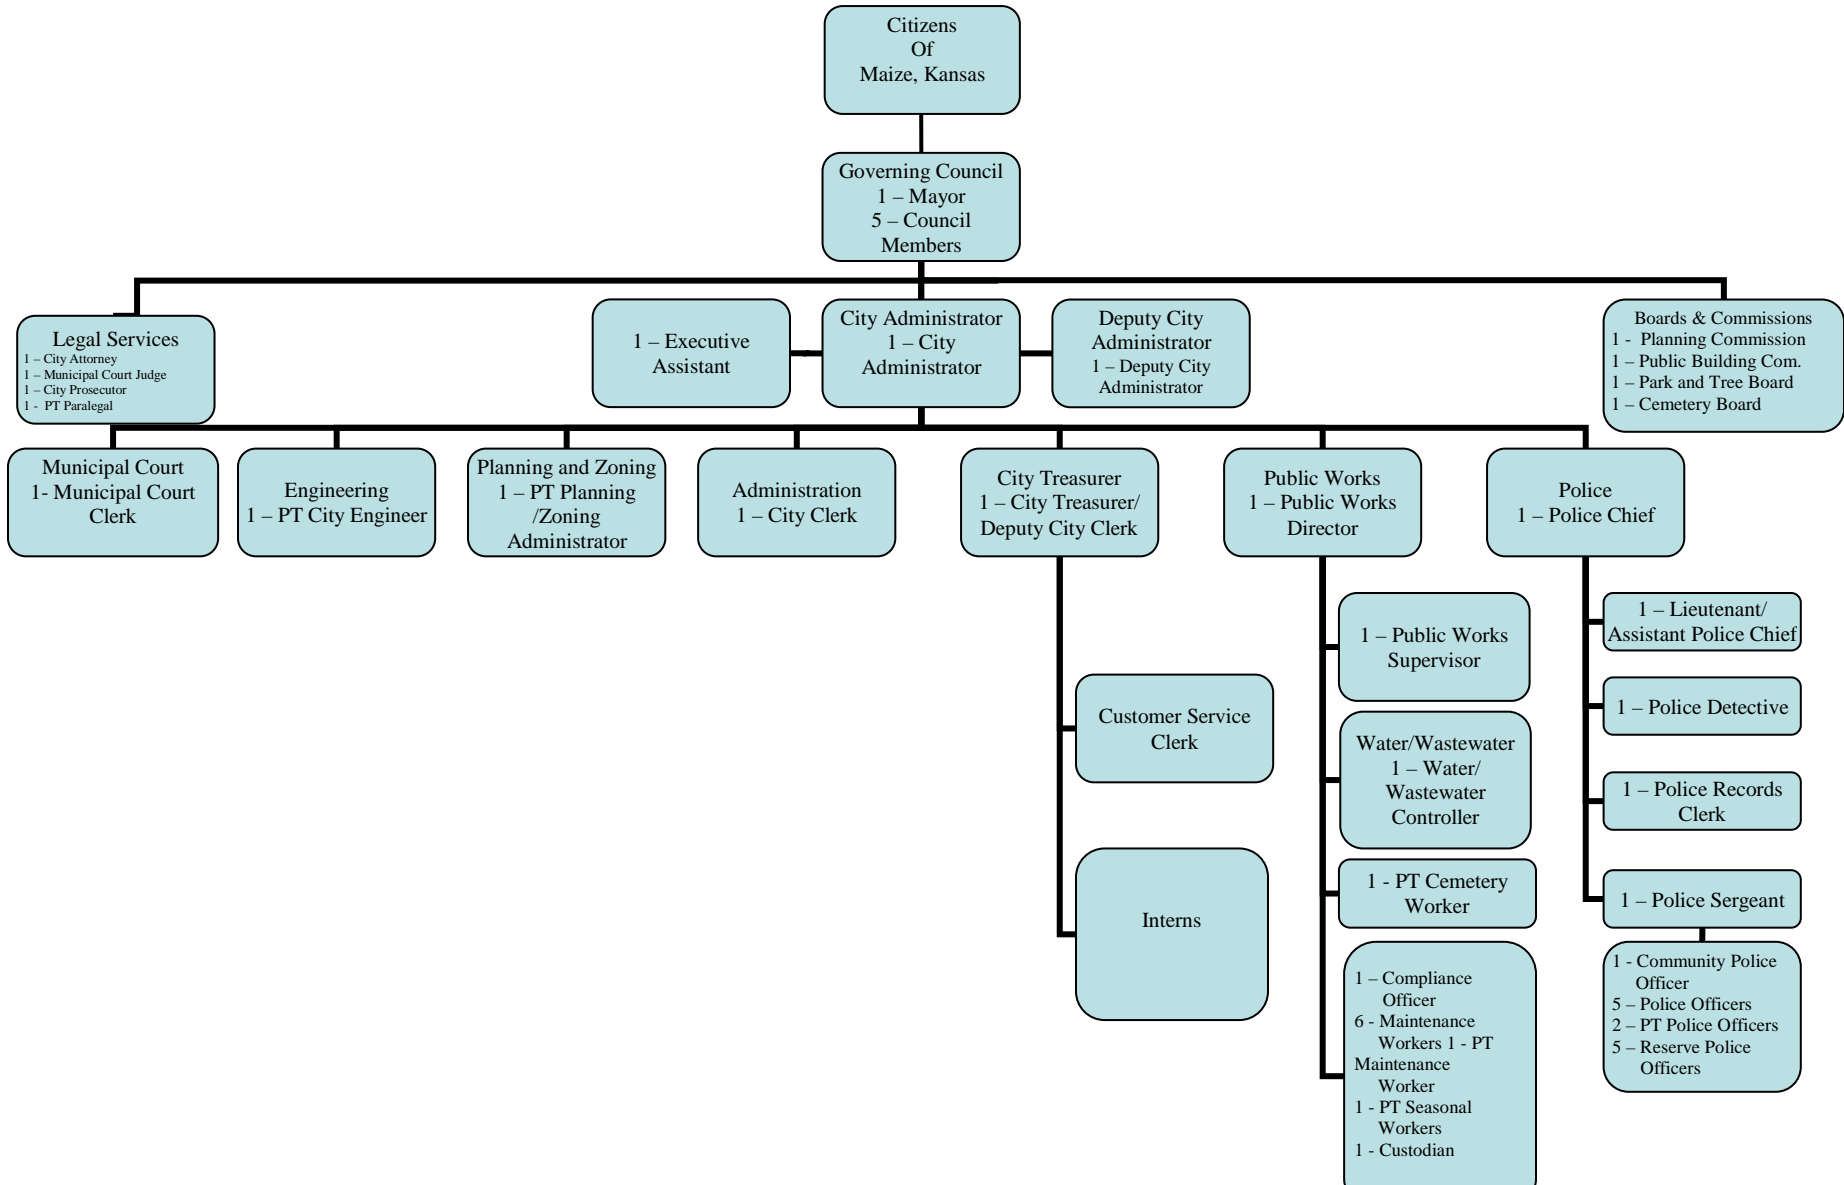 Citizens
Of
Maize, Kansas
Governing Council
1 – Mayor
5 – Council
Members
Legal Services
1 – City Attorney
1 – Municipal Court Judge
1 – City Prosecutor
1 - PT Paralegal
1 – Executive
Assistant
City Administrator
1 – City
Administrator
Deputy City
Administrator
1 – Deputy City
Administrator
Boards & Commissions
1 - Planning Commission
1 – Public Building Com.
1 – Park and Tree Board
1 – Cemetery Board
Municipal Court
1- Municipal Court
Clerk
Engineering
1 – PT City Engineer
Planning and Zoning
1 – PT Planning
/Zoning
Administrator
Administration
1 – City Clerk
City Treasurer
1 – City Treasurer/
Deputy City Clerk
Public Works
1 – Public Works
Director
Police
1 – Police Chief
Customer Service
Clerk
Interns
1 – Public Works
Supervisor
Water/Wastewater
1 – Water/
Wastewater
Controller
1 - PT Cemetery
Worker
1 – Compliance
Officer
6 - Maintenance
Workers 1 - PT
Maintenance
Worker
1 - PT Seasonal
Workers
1 - Custodian
1 – Lieutenant/
Assistant Police Chief
1 – Police Detective
1 – Police Records
Clerk
1 – Police Sergeant
1 - Community Police
Officer
5 – Police Officers
2 – PT Police Officers
5 – Reserve Police
Officers